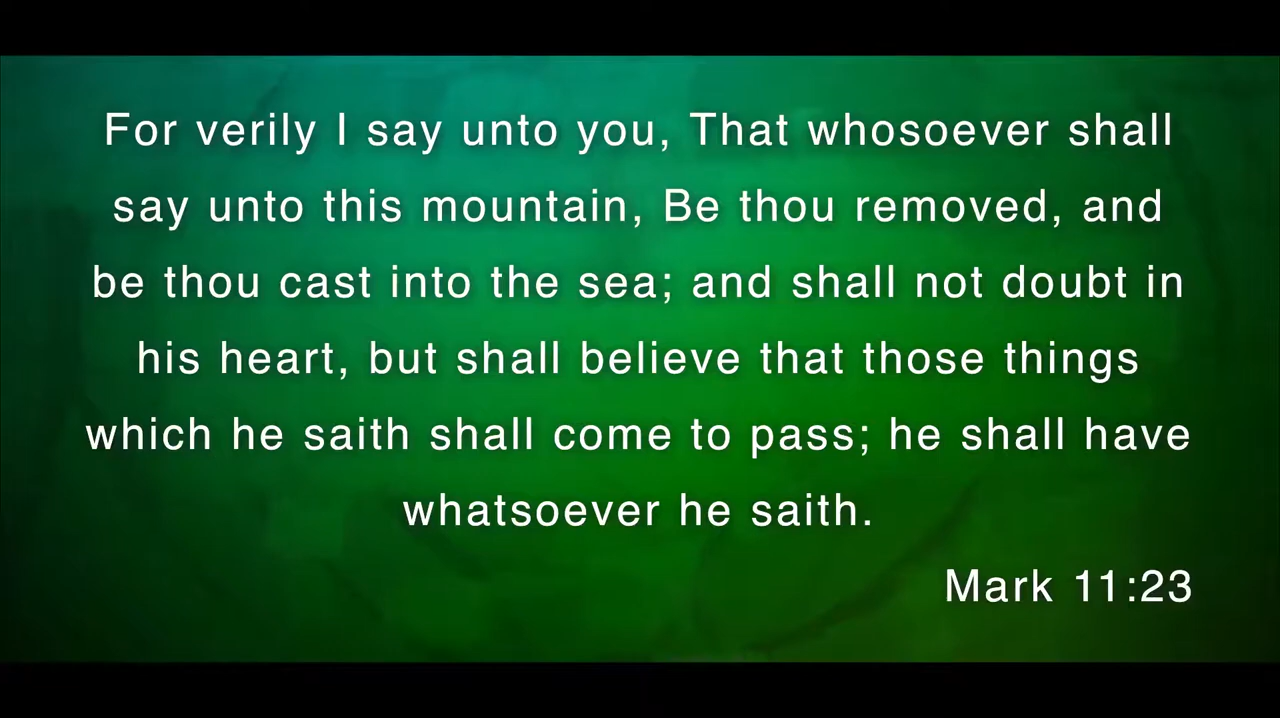 For verily I say unto you, That whosoever shall
say unto this mountain, Be thou removed, and
be thou cast into the sea; and shall not doubt in
his heart, but shall believe that those things
which he saith shall come to pass; he shall have
whatsoever he saith.
Mark 11:23